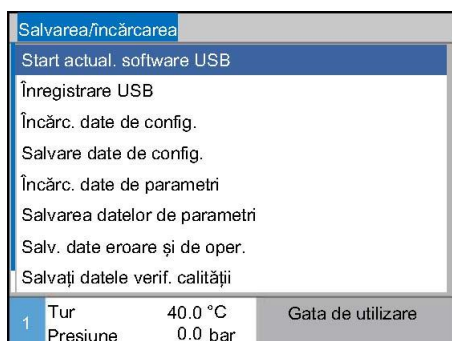 Salvarea/încărcarea
Start actual. software USB
Înregistrare USB
Încărc. date de config.
Salvare date de config.
Încărc. date de parametri
Salvarea datelor de parametri
Salv. date eroare și de oper.
Salvați datele verif. calității
1 Tur 40.0 °C Gata de utilizare
Presiune 0.0 bar